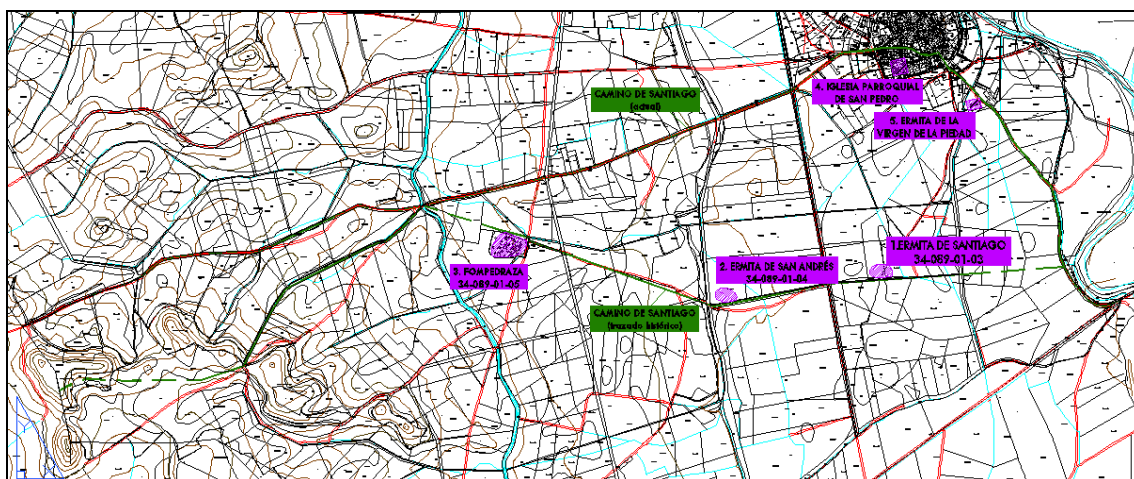 CAMINO DE SANTIAGO
(actual)
4. IGLESIA PARROQUIAL
DE SAN PEDRO
5. ERMITA DE LA
VIRGEN DE LA PIEDAD
1.ERMITA DE SANTIAGO
34-089-01-03
2. ERMITA DE SAN ANDRÉS
34-089-01-04
3. FOMPEDRAZA
34-089-01-05
CAMINO DE SANTIAGO
(trazado histórico)